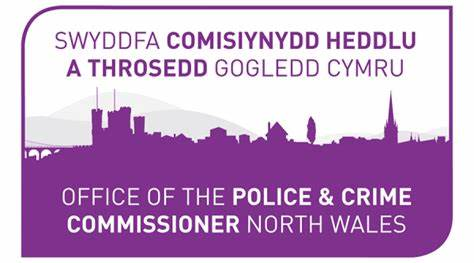 SWYDDFA COMISIYNYDD HEDDLU
A THROSEDD GOGLEDD CYMRU
OFFICE OF THE POLICE & CRIME
COMMISSIONER NORTH WALES